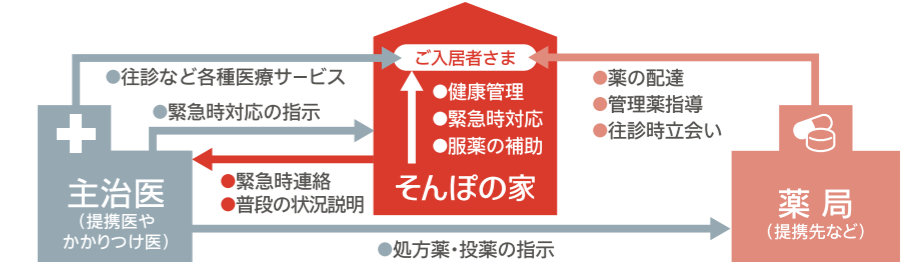 ご入居者さま
●往診など各種医療サービス
●緊急時対応の指示
●健康管理
●緊急時対応
●服薬の補助
●薬の配達
●管理薬指導
●往診時立会い
主治医
（提携医や
かかりつけ医）
●緊急時連絡
●普段の状況説明
そんぽの家
薬局
（提携先など）
●処方薬・投薬の指示